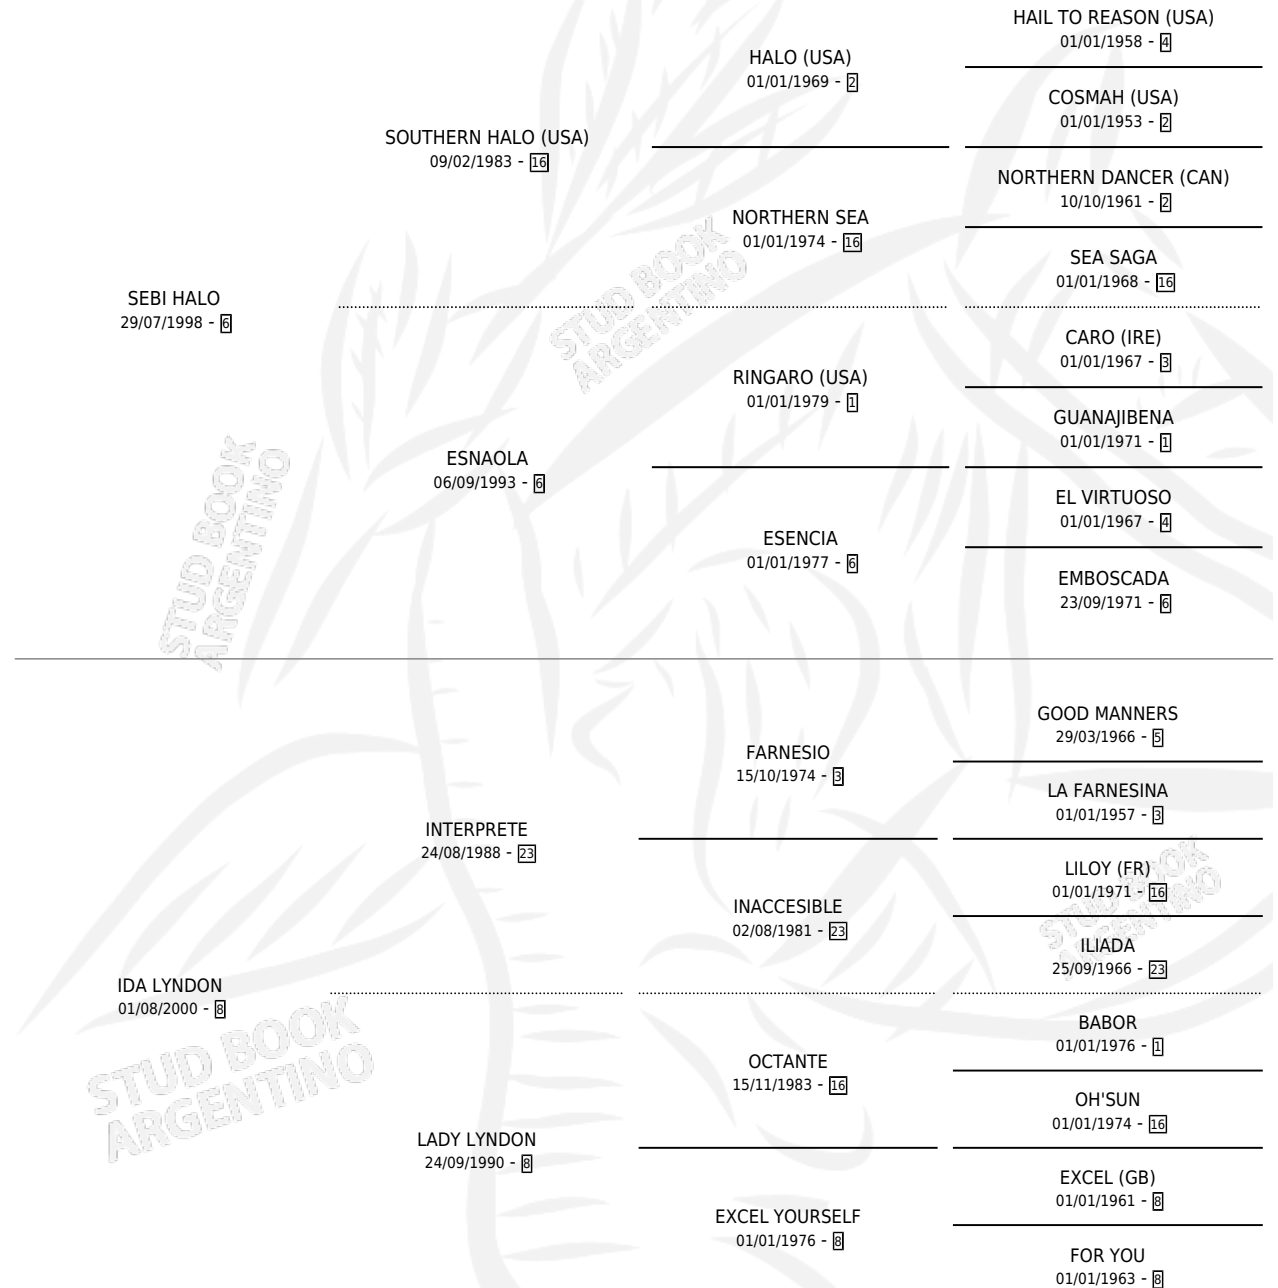 HAIL TO REASON (USA)
01/01/1958 - 4
HALO (USA)
01/01/1969 - 2
COSMAH (USA)
01/01/1953 - 2
SOUTHERN HALO (USA)
09/02/1983 - 16
NORTHERN DANCER (CAN)
10/10/1961 - 2
NORTHERN SEA
01/01/1974 - 16
SEA SAGA
01/01/1968 - 16
SEBI HALO
29/07/1998 - 6
CARO (IRE)
01/01/1967 - 3
RINGARO (USA)
01/01/1979 - 1
GUANAJIBENA
01/01/1971 - 1
ESNAOLA
06/09/1993 - 6
EL VIRTUOSO
01/01/1967 - 4
ESENCIA
01/01/1977 - 6
EMBOSCADA
23/09/1971 - 6
STUD BOOK
ARGENTINO
STUD BOOK
ARGENTINO
GOOD MANNERS
29/03/1966 - 5
FARNESIO
15/10/1974 - 3
LA FARNESINA
01/01/1957 - 3
INTERPRETE
24/08/1988 - 23
LILOY (FR)
01/01/1971 - 16
INACCESIBLE
02/08/1981 - 23
ILIADA
25/09/1966 - 23
IDA LYNDON
01/08/2000 - 8
BABOR
01/01/1976 - 1
OCTANTE
15/11/1983 - 16
OH'SUN
01/01/1974 - 16
LADY LYNDON
24/09/1990 - 8
EXCEL (GB)
01/01/1961 - 8
EXCEL YOURSELF
01/01/1976 - 8
FOR YOU
01/01/1963 - 8
STUD BOOK
ARGENTINO
STUD BOOK
ARGENTINO